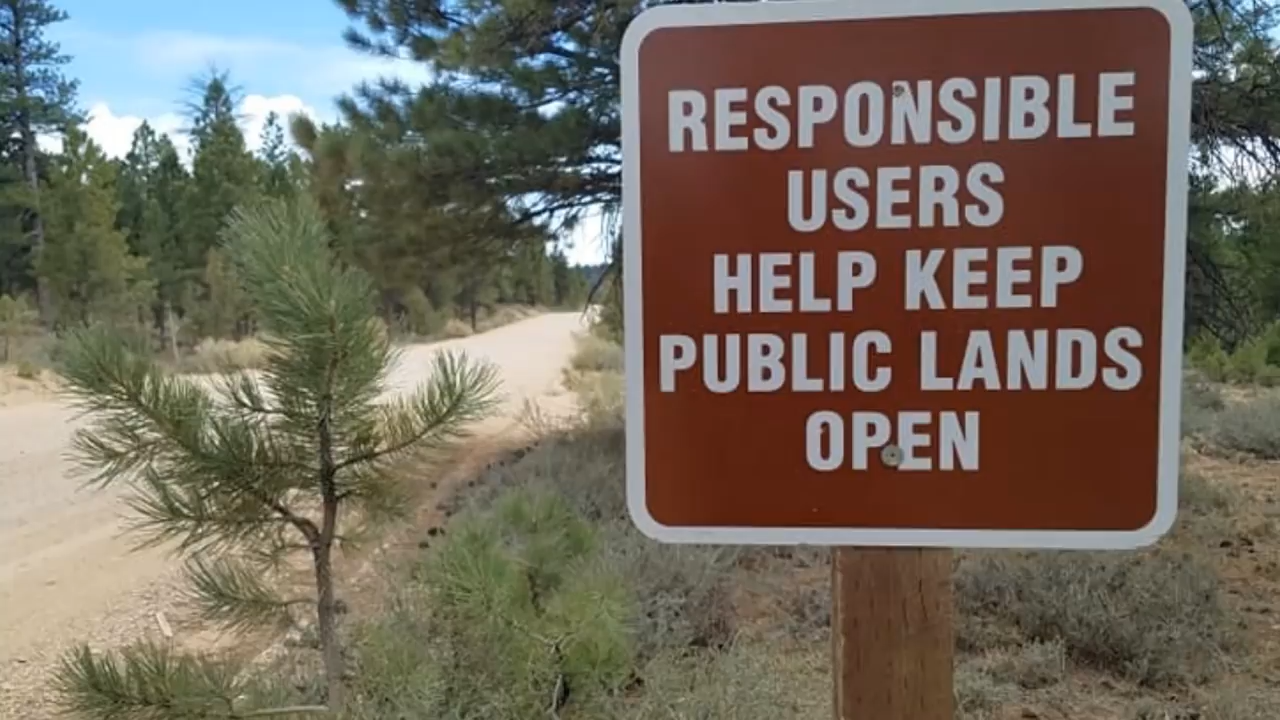 RESPONSIBLE
USERS
HELP KEEP
PUBLIC LANDS
OPEN